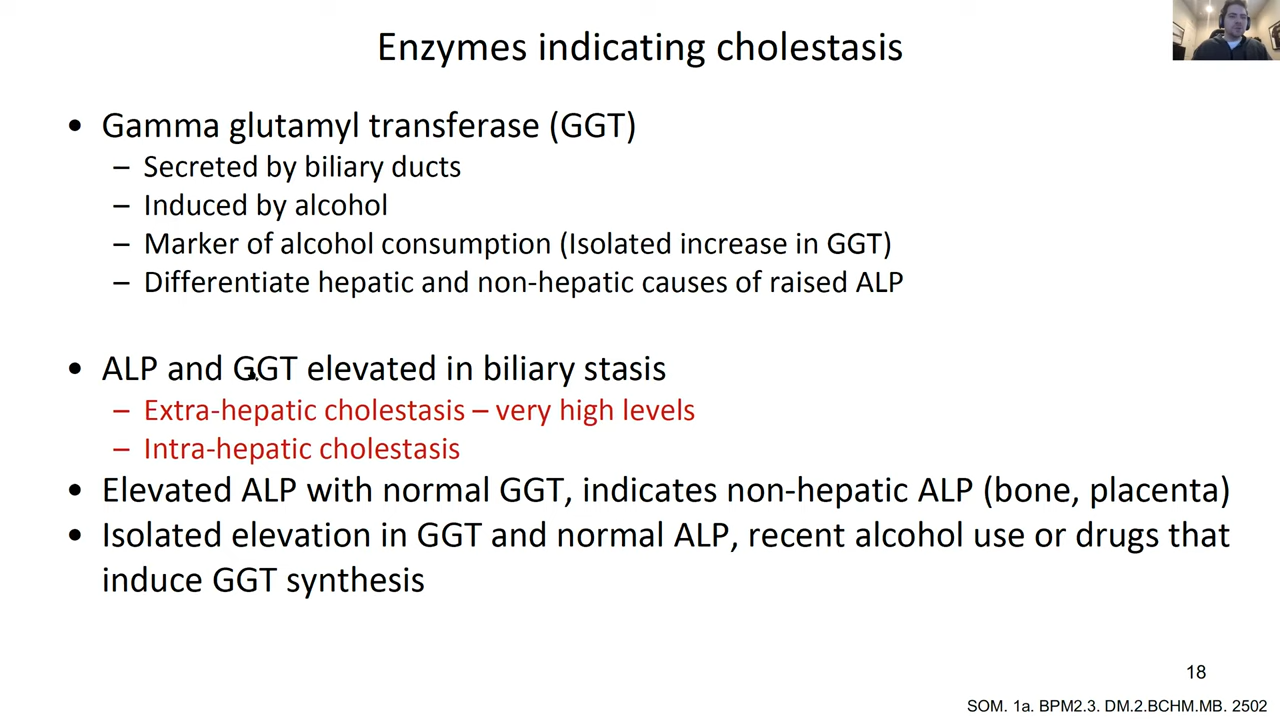 Enzymes indicating cholestasis
• Gamma glutamyl transferase (GGT)
– Secreted by biliary ducts
– Induced by alcohol
– Marker of alcohol consumption (Isolated increase in GGT)
– Differentiate hepatic and non-hepatic causes of raised ALP
• ALP and GGT elevated in biliary stasis
– Extra-hepatic cholestasis – very high levels
– Intra-hepatic cholestasis
• Elevated ALP with normal GGT, indicates non-hepatic ALP (bone, placenta)
• Isolated elevation in GGT and normal ALP, recent alcohol use or drugs that
induce GGT synthesis
18
SOM. 1a. BPM2.3. DM.2.BCHM.MB. 2502